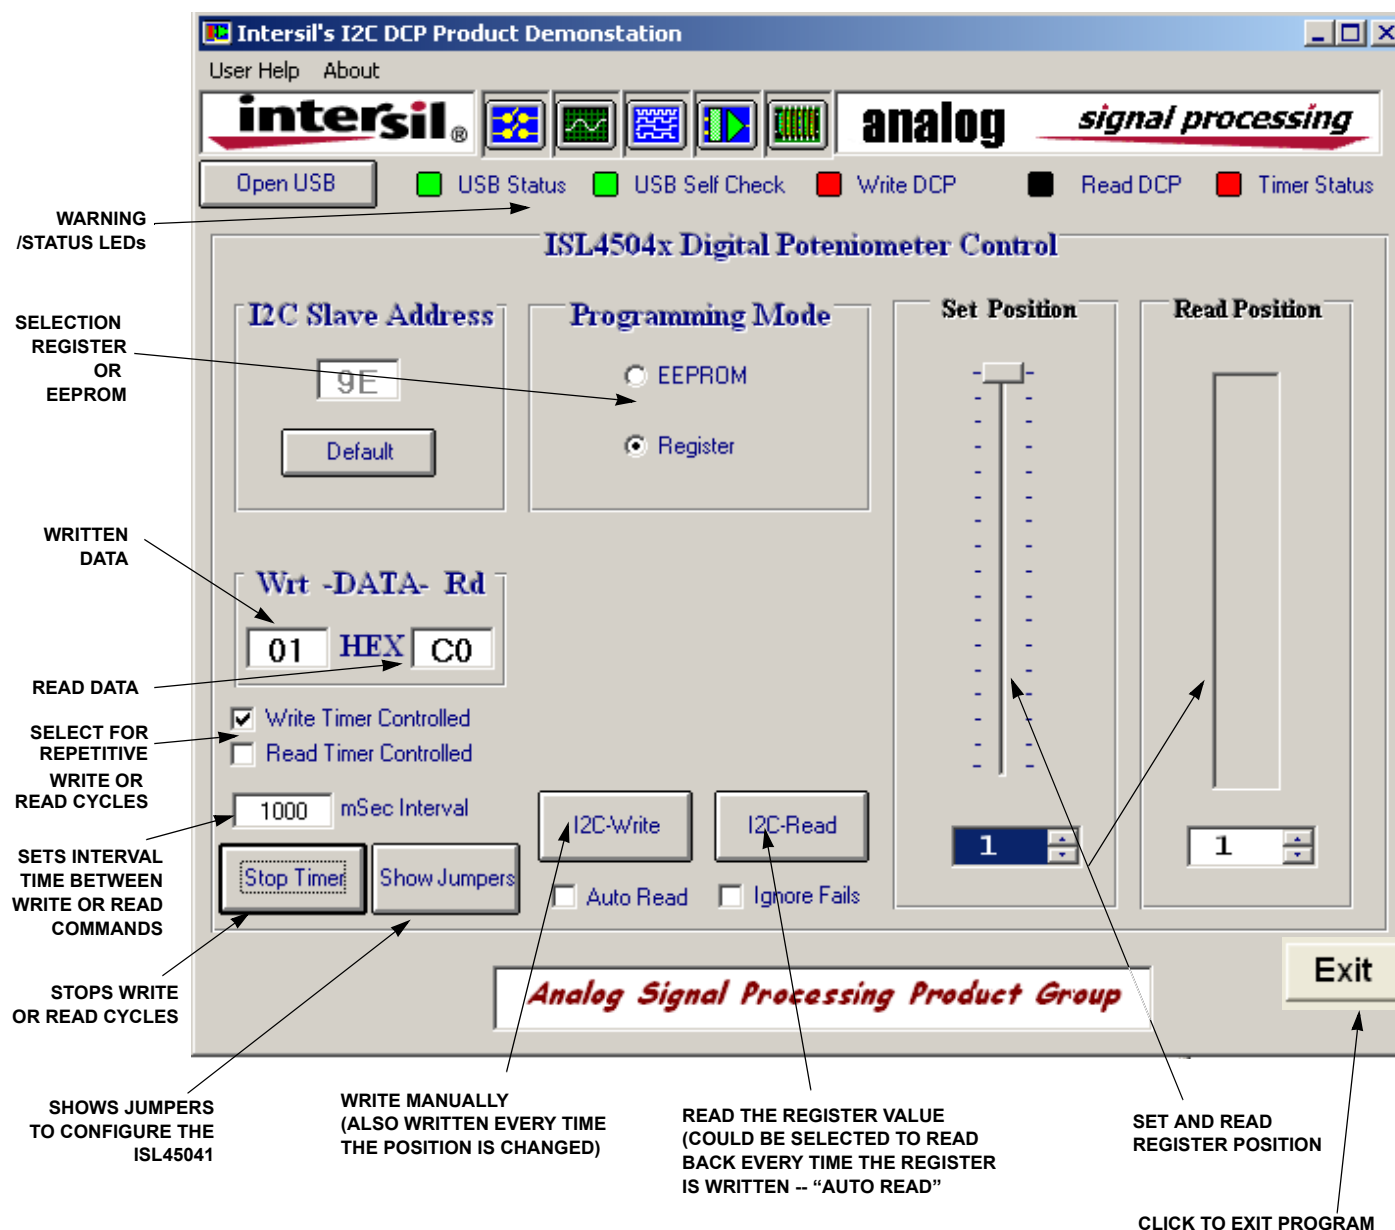 Intersil's I2C DCP Product Demonstation
User Help About
intersil® analog signal processing
Open USB USB Status USB Self Check Write DCP Read DCP Timer Status
WARNING
/STATUS LEDs
ISL4504x Digital Poteniometer Control
I2C Slave Address
Programming Mode
Set Position
Read Position
SELECTION
REGISTER
OR
EEPROM
9E
EEPROM
Default
Register
WRITTEN
DATA
Wrt -DATA- Rd
01 HEX C0
READ DATA
Write Timer Controlled
Read Timer Controlled
SELECT FOR
REPETITIVE
WRITE OR
READ CYCLES
1000 mSec Interval
I2C-Write
I2C-Read
1
1
SETS INTERVAL
TIME BETWEEN
WRITE OR READ
COMMANDS
Stop Timer
Show Jumpers
Auto Read
Ignore Fails
Exit
STOPS WRITE
OR READ CYCLES
Analog Signal Processing Product Group
SHOWS JUMPERS
TO CONFIGURE THE
ISL45041
WRITE MANUALLY
(ALSO WRITTEN EVERY TIME
THE POSITION IS CHANGED)
READ THE REGISTER VALUE
(COULD BE SELECTED TO READ
BACK EVERY TIME THE REGISTER
IS WRITTEN -- “AUTO READ”
SET AND READ
REGISTER POSITION
CLICK TO EXIT PROGRAM